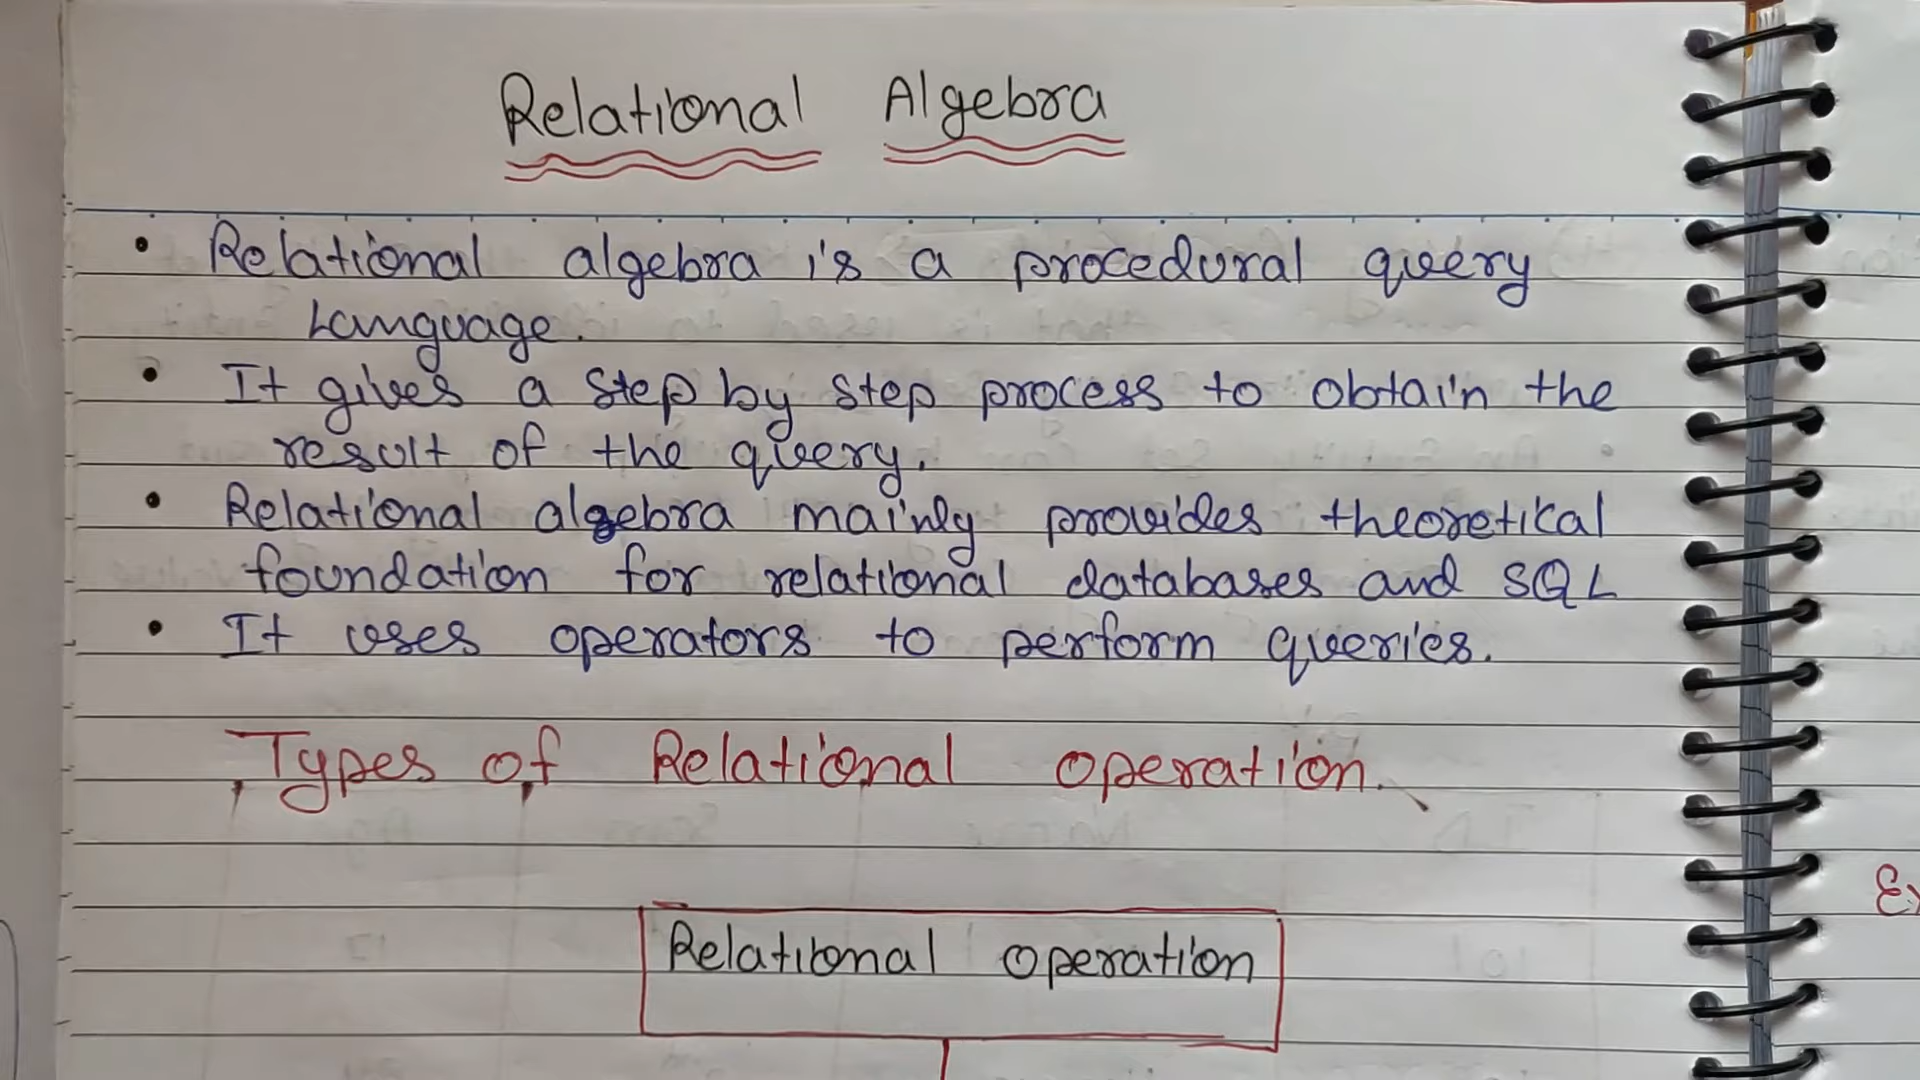 Relational Algebra
• Relational algebra is a procedural query
Language.
• It gives a step by step process to obtain the
result of the query.
• Relational algebra mainly provides theoretical
foundation for relational databases and SQL
• It uses operators to perform queries.
Types of Relational operation.
Relational operation